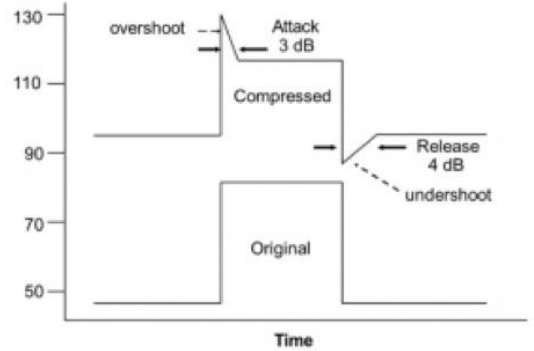 130
overshoot
Attack
3 dB
110
Compressed
90
Release
4 dB
undershoot
70
Original
50
Time